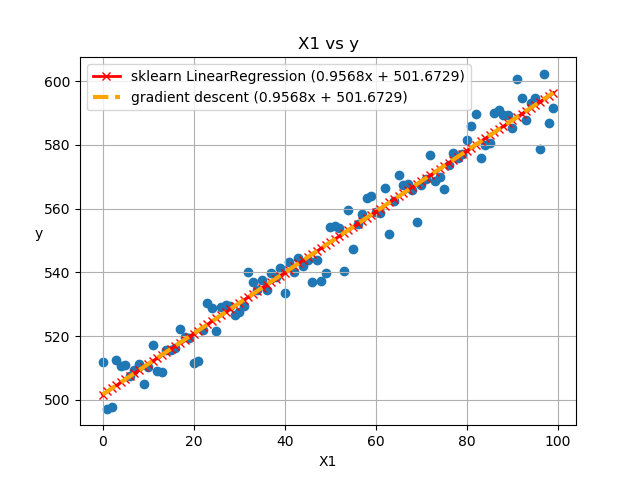 X1 vs y
sklearn LinearRegression (0.9568x + 501.6729)
gradient descent (0.9568x + 501.6729)
600
580
560
y
540
520
500
0 20 40 60 80 100
X1